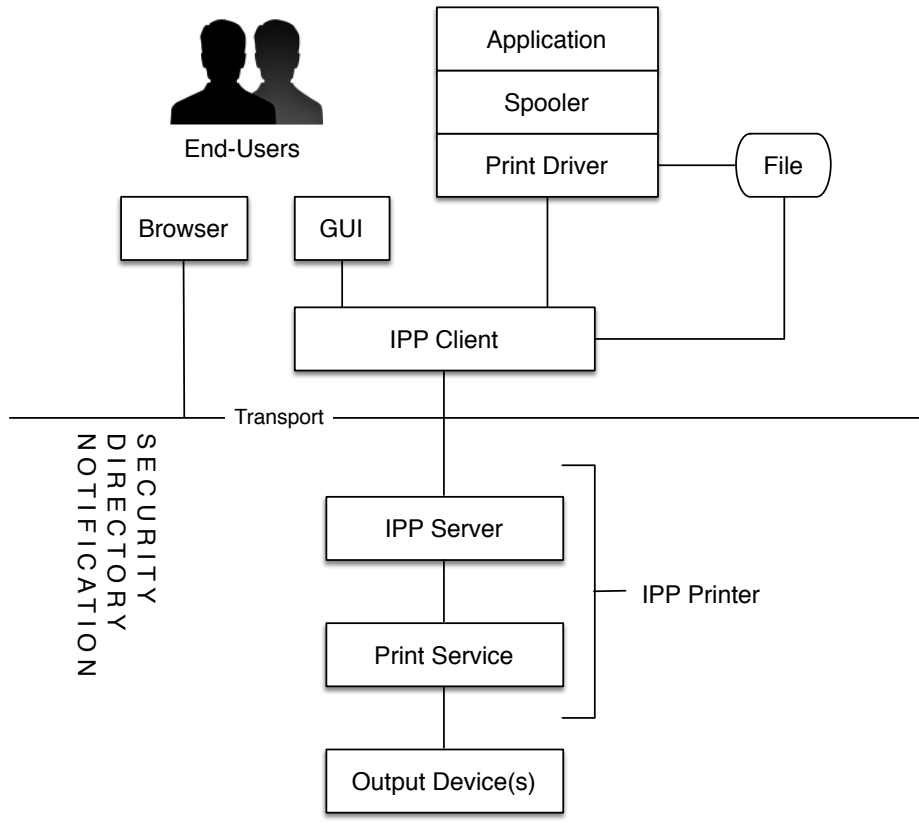 Application
Spooler
End-Users
Print Driver
File
Browser
GUI
IPP Client
Transport
SECURITY
DIRECTORY
NOTIFICATION
IPP Server
IPP Printer
Print Service
Output Device(s)